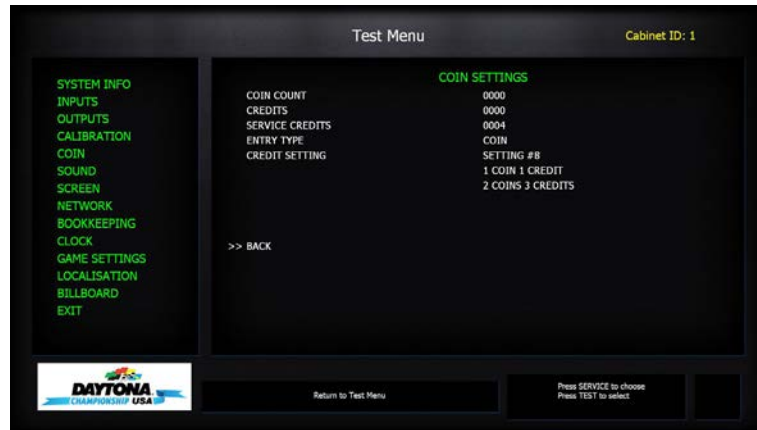 Test Menu
Cabinet ID: 1
SYSTEM INFO
INPUTS
OUTPUTS
CALIBRATION
COIN
SOUND
SCREEN
NETWORK
BOOKKEEPING
CLOCK
GAME SETTINGS
LOCALISATION
BILLBOARD
EXIT
COIN SETTINGS
COIN COUNT 0000
CREDITS 0000
SERVICE CREDITS 0004
ENTRY TYPE COIN
CREDIT SETTING SETTING #8
1 COIN 1 CREDIT
2 COINS 3 CREDITS
>> BACK
DAYTONA
CHAMPIONSHIP USA
Return to Test Menu
Press SERVICE to choose
Press TEST to select